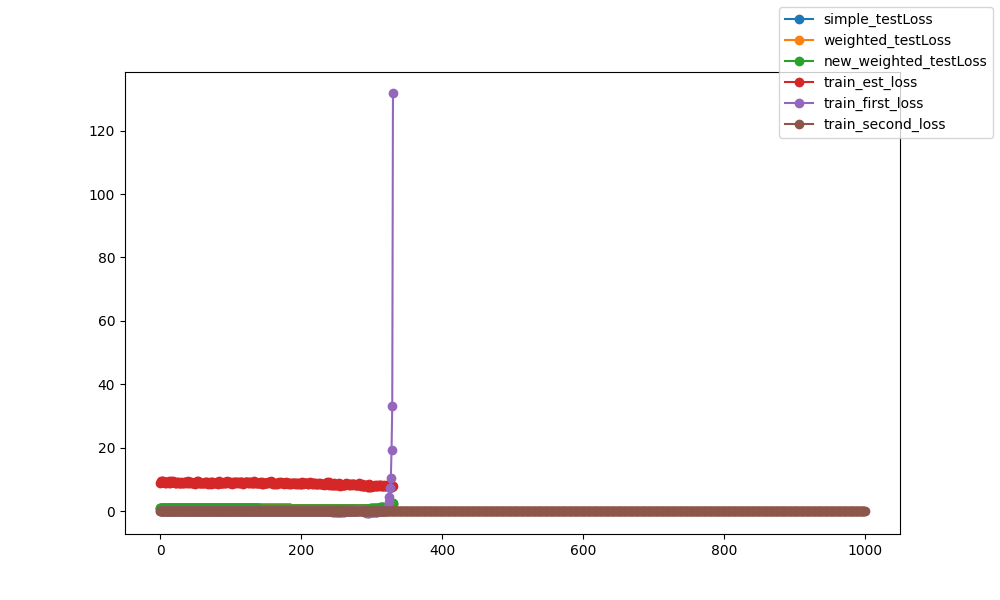 simple_testLoss
weighted_testLoss
new_weighted_testLoss
train_est_loss
train_first_loss
train_second_loss
120
100
80
60
40
20
0
0 200 400 600 800 1000